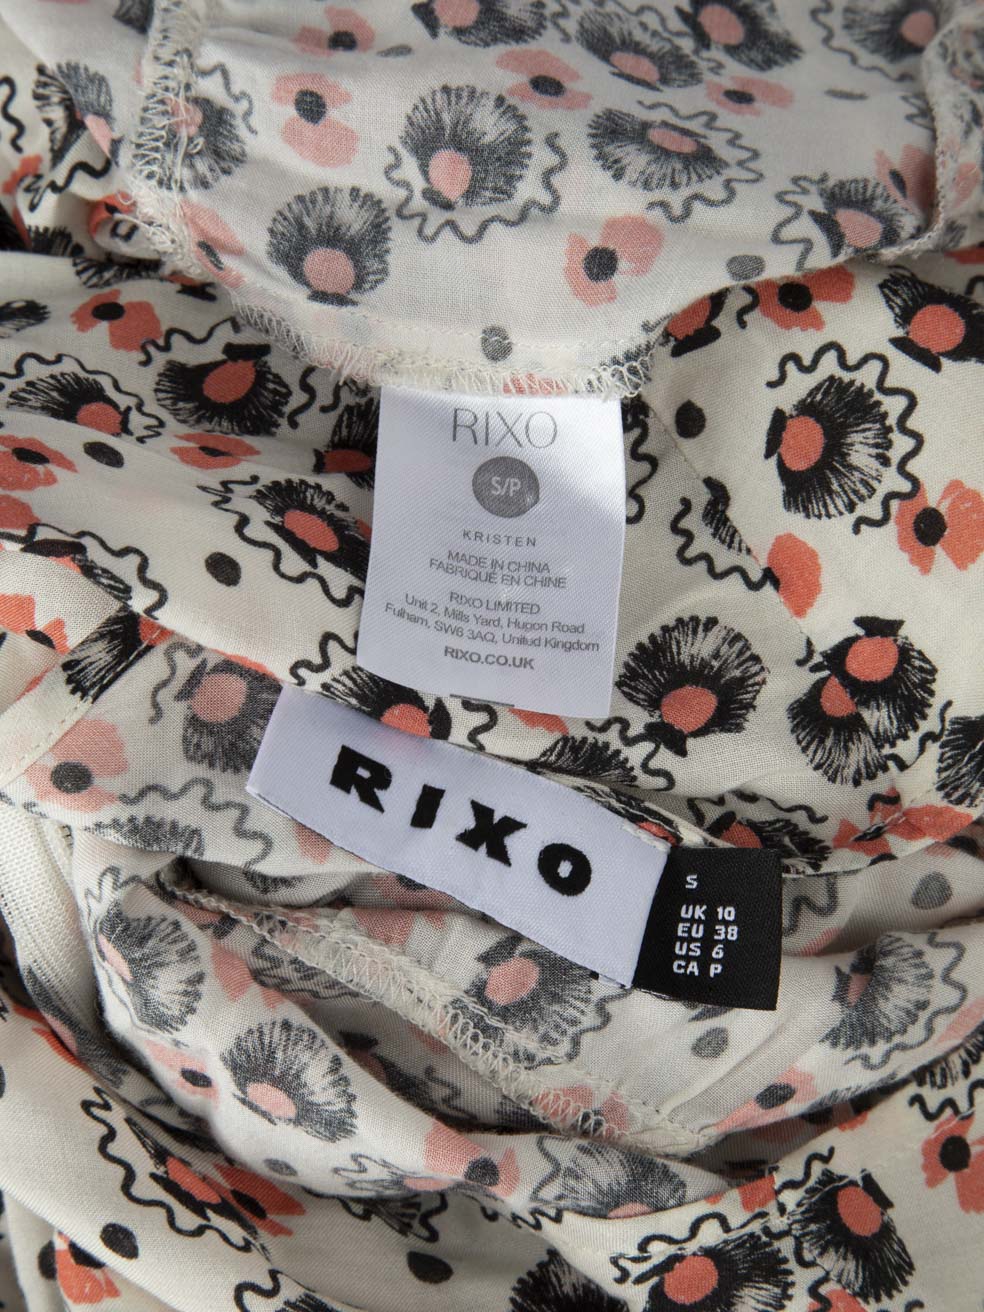 RIXO
S/P
KRISTEN
MADE IN CHINA
FABRIQUÉ EN CHINE
RIXO LIMITED
Unit 2, Mills Yard, Hugon Road
Fulham, SW6 3AQ, United Kingdom
RIXO.CO.UK
RIXO
S
UK 10
EU 38
US 6
CA P